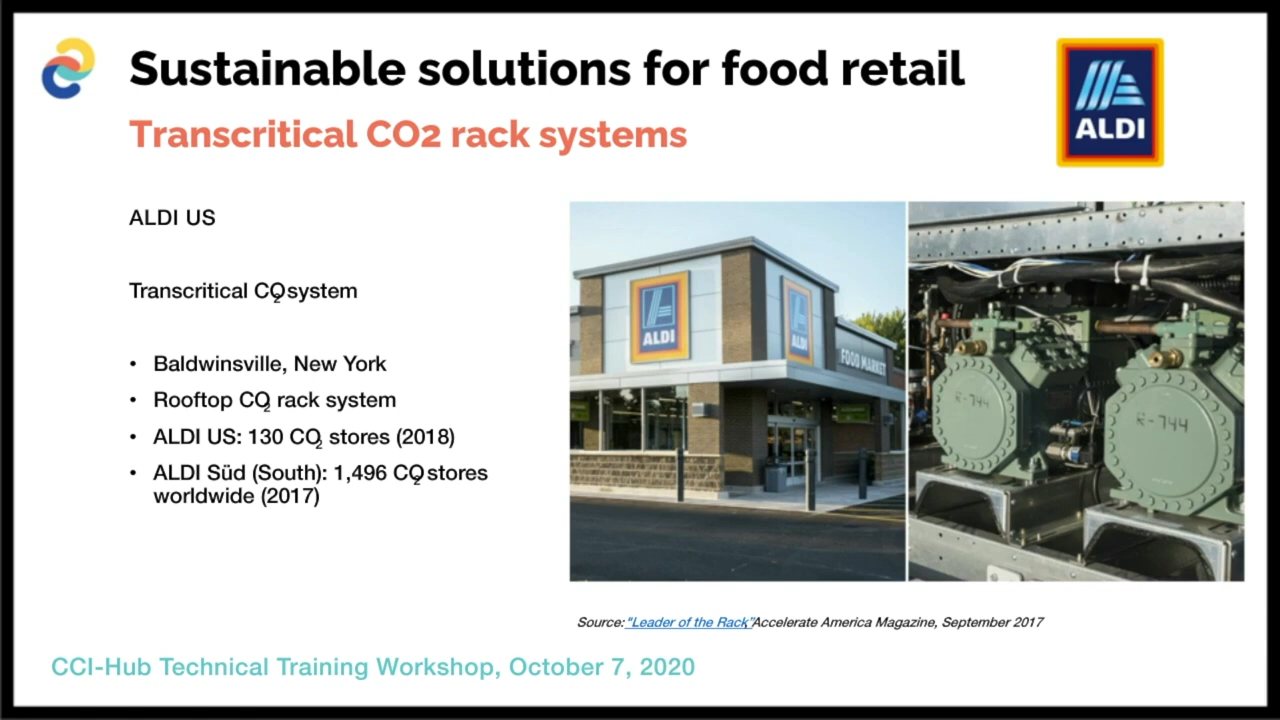 Sustainable solutions for food retail
Transcritical CO2 rack systems
ALDI
ALDI US
Transcritical CO₂ system
• Baldwinsville, New York
• Rooftop CO₂ rack system
• ALDI US: 130 CO₂ stores (2018)
• ALDI Süd (South): 1,496 CO₂ stores
worldwide (2017)
ALDI
ALDI
FOOD MARKET
R-744
R-744
Source: "Leader of the Rack", Accelerate America Magazine, September 2017
CCI-Hub Technical Training Workshop, October 7, 2020